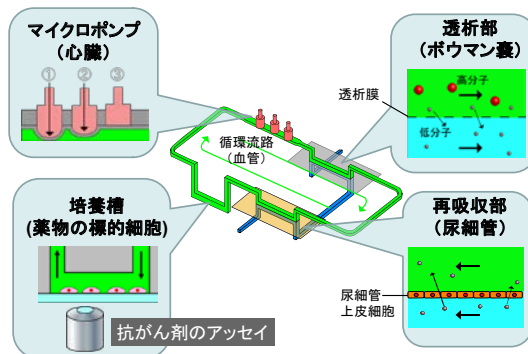 マイクロポンプ
（心臓）
① ② ③
透析部
（ボウマン嚢）
高分子
透析膜
低分子
循環流路
（血管）
培養槽
(薬物の標的細胞)
抗がん剤のアッセイ
再吸収部
（尿細管）
尿細管
上皮細胞